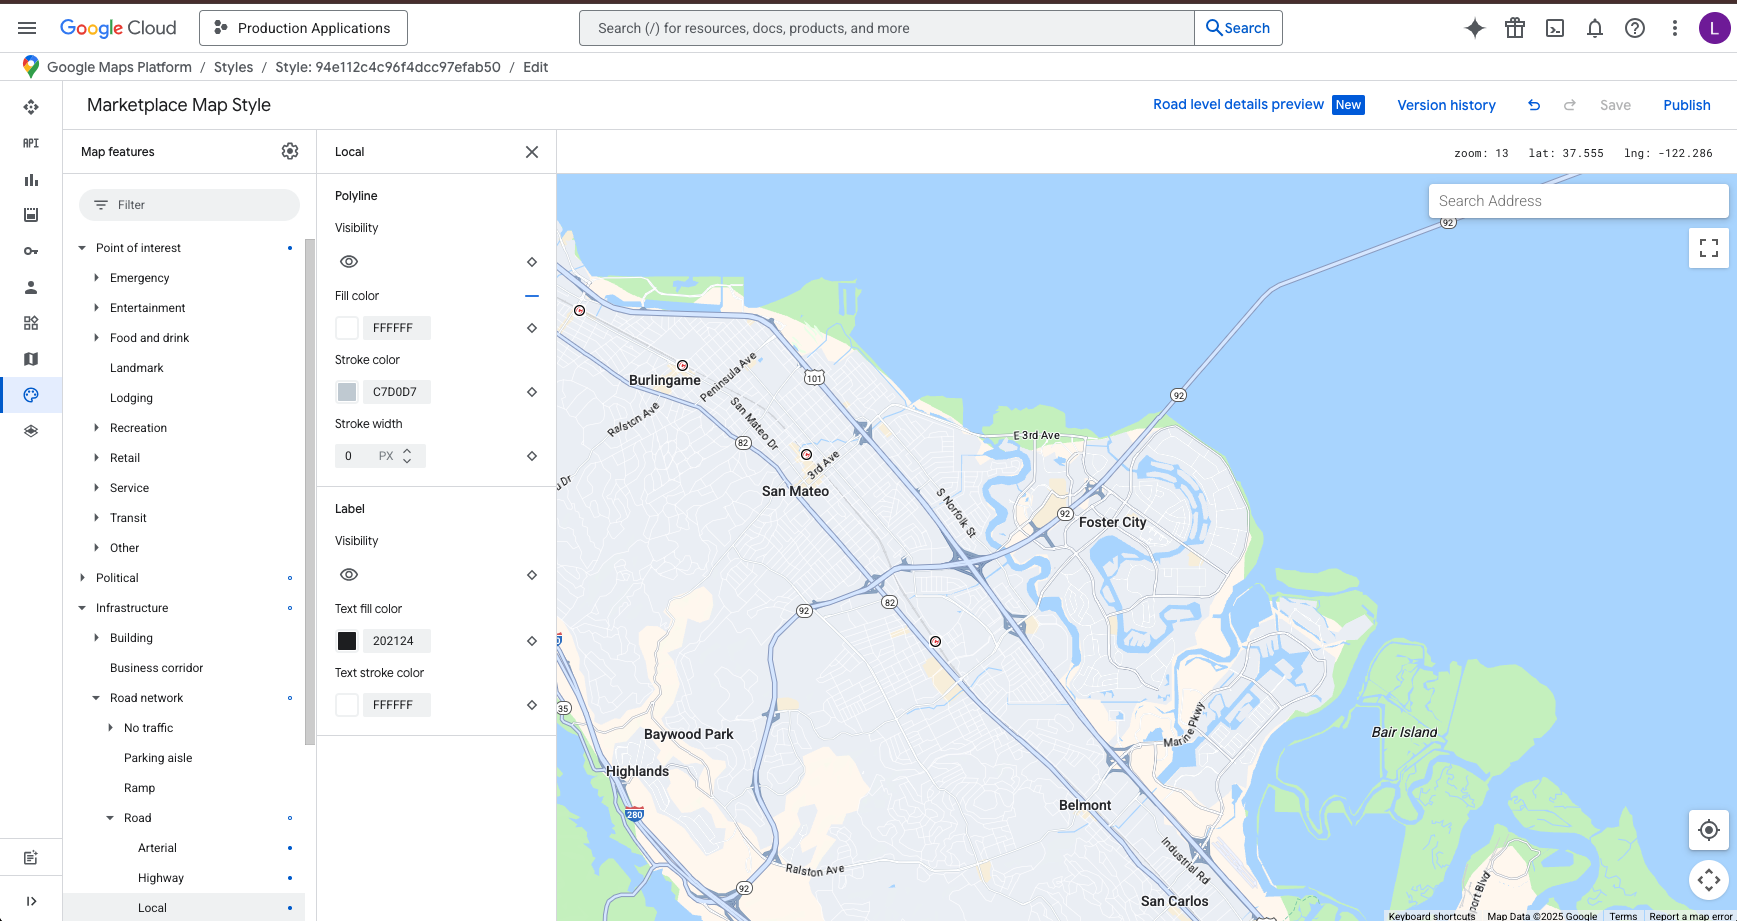 Google Cloud
Production Applications
Search (/) for resources, docs, products, and more
Search
L
Google Maps Platform / Styles / Style: 94e112c4c96f4dcc97efab50 / Edit
API
Marketplace Map Style
Road level details preview New
Version history
Save
Publish
Map features
Filter
Point of interest
Emergency
Entertainment
Food and drink
Landmark
Lodging
Recreation
Retail
Service
Transit
Other
Political
Infrastructure
Building
Business corridor
Road network
No traffic
Parking aisle
Ramp
Road
Arterial
Highway
Local
Local
Polyline
Visibility
Fill color
FFFFFF
Stroke color
C7D0D7
Stroke width
0 PX
Label
Visibility
Text fill color
202124
Text stroke color
FFFFFF
zoom: 13 lat: 37.555 lng: -122.286
Search Address
92
92
Burlingame
Peninsula Ave
101
Ralston Ave
San Mateo Dr
82
E 3rd Ave
3rd Ave
San Mateo
S Norfolk St
92
Foster City
Dr
92
82
35
Baywood Park
Highlands
280
Marine Pkwy
Bair Island
Belmont
Ralston Ave
Industrial Rd
92
San Carlos
port Blvd
Keyboard shortcuts Map Data ©2025 Google Terms Report a map error